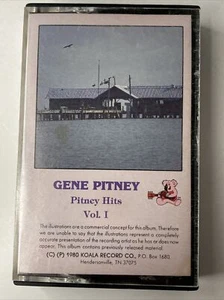 GENE PITNEY
Pitney Hits
Vol. I
The illustrations are a commercial concept for this album. Therefore
we are unable to say that the illustrations represent a completely
accurate presentation of the recording artist as he has or does now
appear. This album contains previously released material.
(C) (P) 1980 KOALA RECORD CO., P.O. Box 1680
Hendersonville, TN 37075